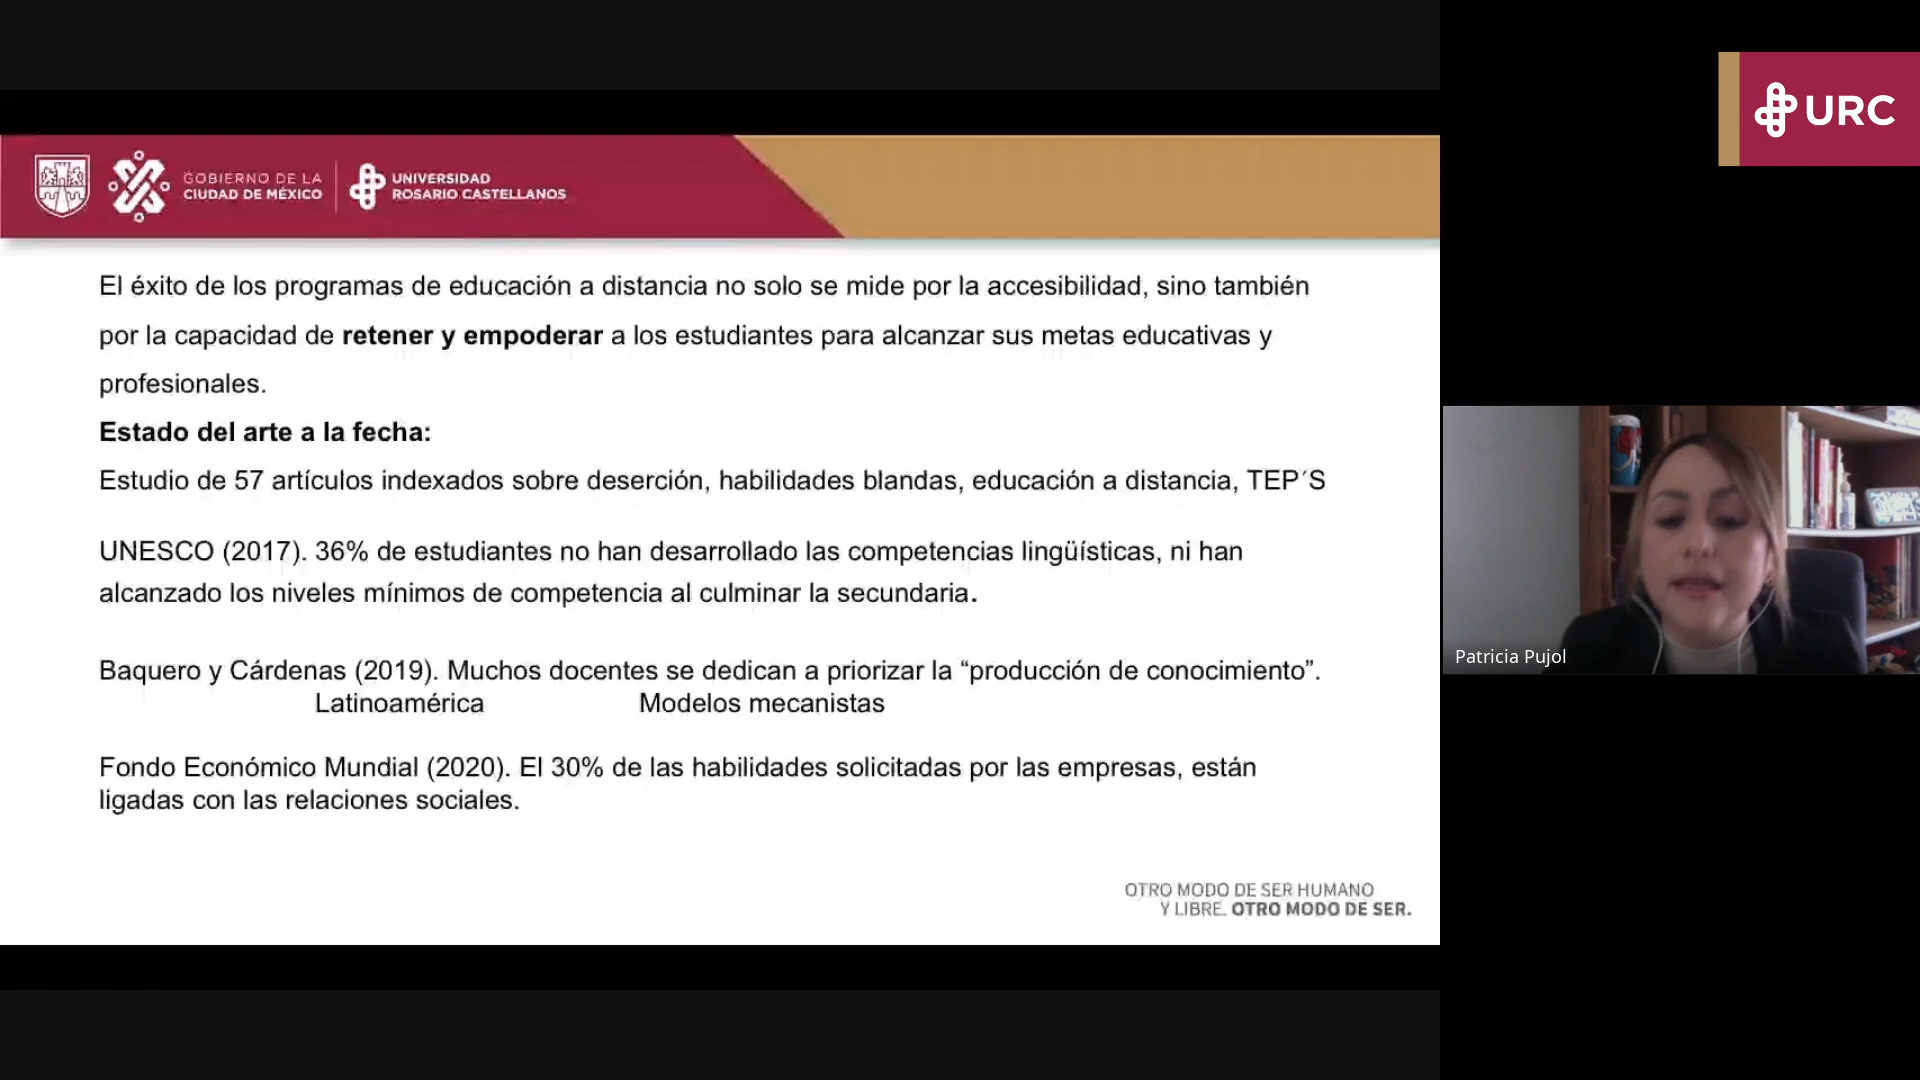 GOBIERNO DE LA
CIUDAD DE MÉXICO
UNIVERSIDAD
ROSARIO CASTELLANOS
URC
El éxito de los programas de educación a distancia no solo se mide por la accesibilidad, sino también
por la capacidad de retener y empoderar a los estudiantes para alcanzar sus metas educativas y
profesionales.
Estado del arte a la fecha:
Estudio de 57 artículos indexados sobre deserción, habilidades blandas, educación a distancia, TEP´S
UNESCO (2017). 36% de estudiantes no han desarrollado las competencias lingüísticas, ni han
alcanzado los niveles mínimos de competencia al culminar la secundaria.
Baquero y Cárdenas (2019). Muchos docentes se dedican a priorizar la “producción de conocimiento”.
Latinoamérica Modelos mecanistas
Fondo Económico Mundial (2020). El 30% de las habilidades solicitadas por las empresas, están
ligadas con las relaciones sociales.
OTRO MODO DE SER HUMANO
Y LIBRE. OTRO MODO DE SER.
Patricia Pujol